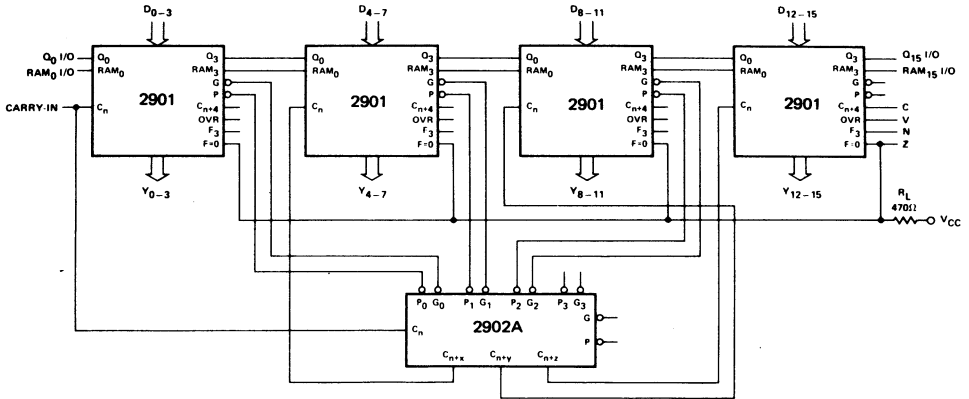 D0–3 D4–7 D8–11 D12–15
Q0 I/O Q0 Q3 Q0 Q3 Q0 Q3 Q0 Q3 Q15 I/O
RAM0 I/O RAM0 RAM3 RAM0 RAM3 RAM0 RAM3 RAM0 RAM3 RAM15 I/O
G G G G
2901 P 2901 P 2901 P 2901 P
CARRY-IN Cn Cn+4 Cn Cn+4 Cn Cn+4 Cn Cn+4 C
OVR OVR OVR OVR V
F3 F3 F3 F3 N
F=0 F=0 F=0 F=0 Z
Y0–3 Y4–7 Y8–11 Y12–15
RL
470Ω
VCC
P0 G0 P1 G1 P2 G2 P3 G3
G
Cn 2902A
P
Cn+x Cn+y Cn+z